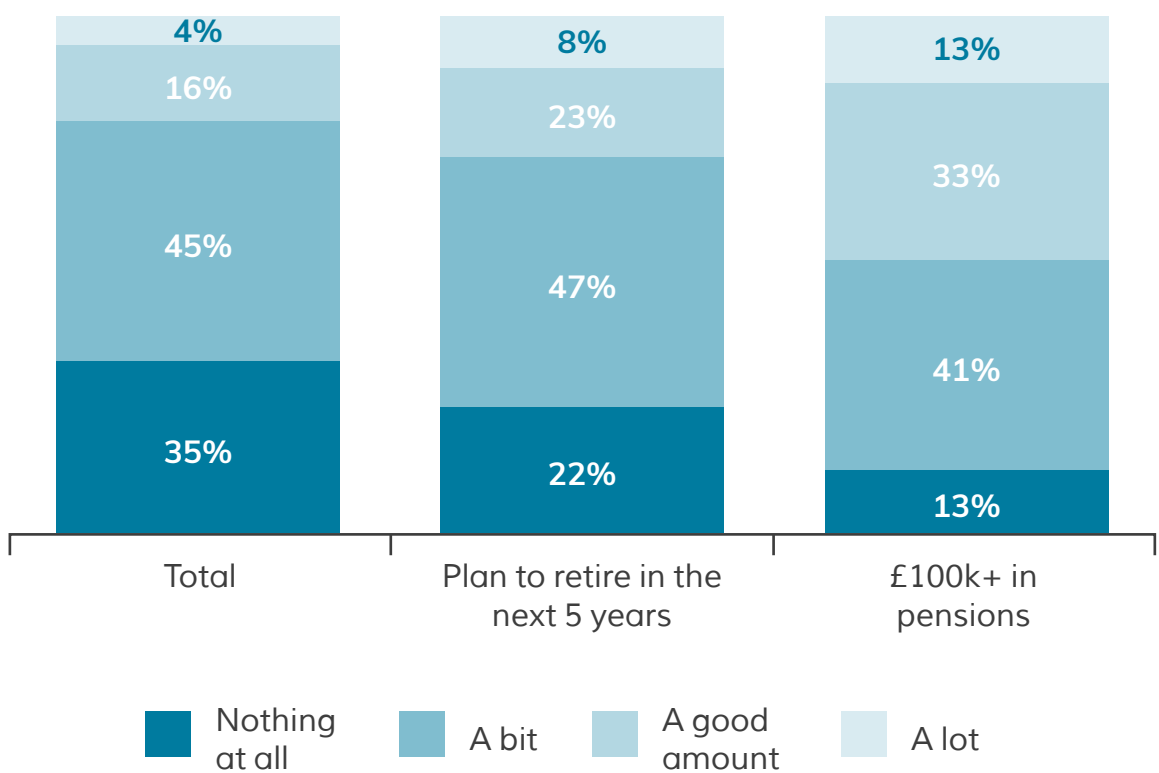 4%
8%
13%
16%
23%
33%
45%
47%
41%
35%
22%
13%
Total
Plan to retire in the
next 5 years
£100k+ in
pensions
Nothing
at all
A bit
A good
amount
A lot